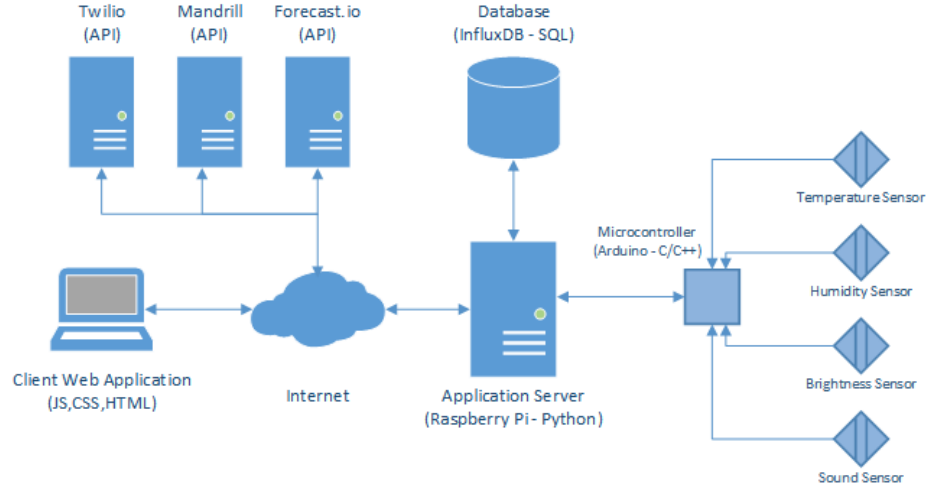 Twilio
(API)
Mandrill
(API)
Forecast.io
(API)
Database
(InfluxDB - SQL)
Temperature Sensor
Microcontroller
(Arduino - C/C++)
Humidity Sensor
Client Web Application
(JS,CSS,HTML)
Internet
Application Server
(Raspberry Pi - Python)
Brightness Sensor
Sound Sensor